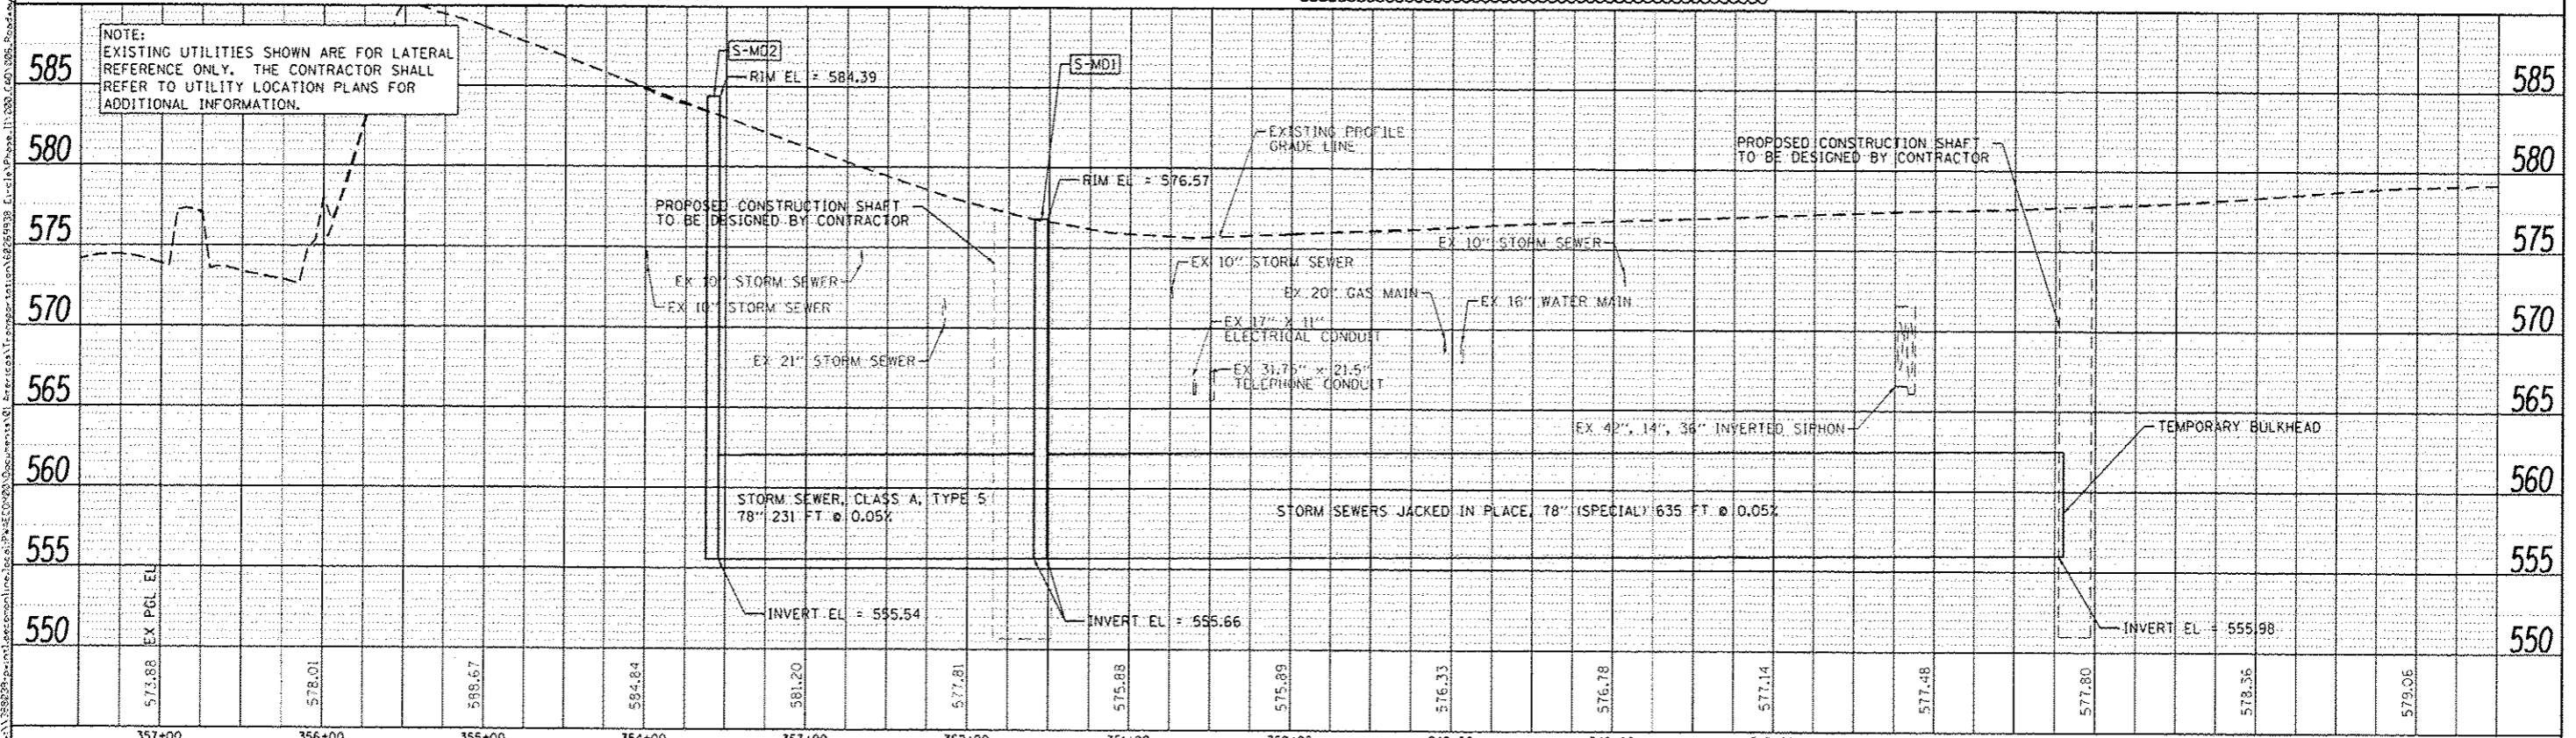 NOTE:
EXISTING UTILITIES SHOWN ARE FOR LATERAL
REFERENCE ONLY. THE CONTRACTOR SHALL
REFER TO UTILITY LOCATION PLANS FOR
ADDITIONAL INFORMATION.
S-MD2
RIM EL = 584.39
S-MD1
RIM EL = 576.57
EXISTING PROFILE
GRADE LINE
PROPOSED CONSTRUCTION SHAFT
TO BE DESIGNED BY CONTRACTOR
PROPOSED CONSTRUCTION SHAFT
TO BE DESIGNED BY CONTRACTOR
EX 10" STORM SEWER
EX 10" STORM SEWER
EX 21" STORM SEWER
EX 10" STORM SEWER
EX 10" STORM SEWER
EX 20" GAS MAIN
EX 16" WATER MAIN
EX 17" X 11"
ELECTRICAL CONDUIT
EX 31.75" x 21.5"
TELEPHONE CONDUIT
EX 42", 14", 36" INVERTED SIPHON
TEMPORARY BULKHEAD
STORM SEWER, CLASS A, TYPE 5
78" 231 FT @ 0.05%
STORM SEWERS JACKED IN PLACE, 78" (SPECIAL) 635 FT @ 0.05%
INVERT EL = 555.54
INVERT EL = 555.66
INVERT EL = 555.98
585
580
575
570
565
560
555
550
585
580
575
570
565
560
555
550
EX PGL EL
573.88
578.01
588.67
584.84
581.20
577.81
575.88
575.89
576.33
576.78
577.14
577.48
577.80
578.36
579.06
357+00
356+00
355+00
354+00